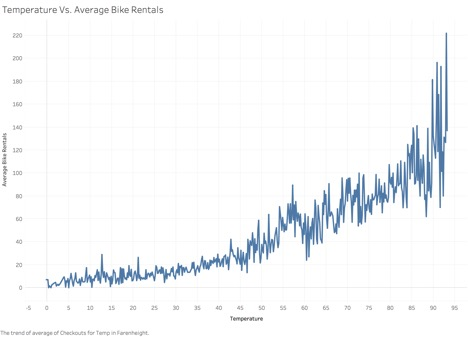 Temperature Vs. Average Bike Rentals
220
200
180
160
140
120
100
80
60
40
20
0
Average Bike Rentals
-5 0 5 10 15 20 25 30 35 40 45 50 55 60 65 70 75 80 85 90 95
Temperature
The trend of average of Checkouts for Temp in Farenheight.